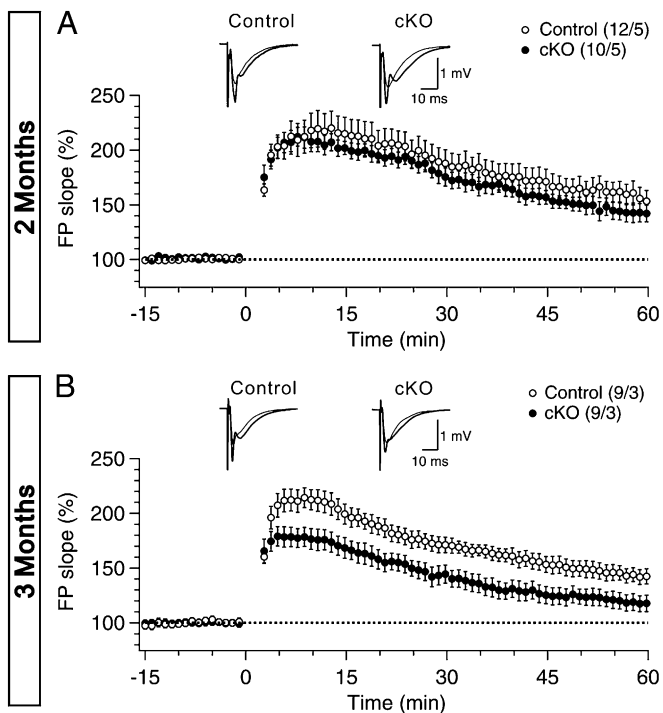 A
2 Months
Control
cKO
Control (12/5)
cKO (10/5)
1 mV
10 ms
FP slope (%)
250
200
150
100
-15
0
15
30
45
60
Time (min)
B
3 Months
Control
cKO
Control (9/3)
cKO (9/3)
1 mV
10 ms
FP slope (%)
250
200
150
100
-15
0
15
30
45
60
Time (min)